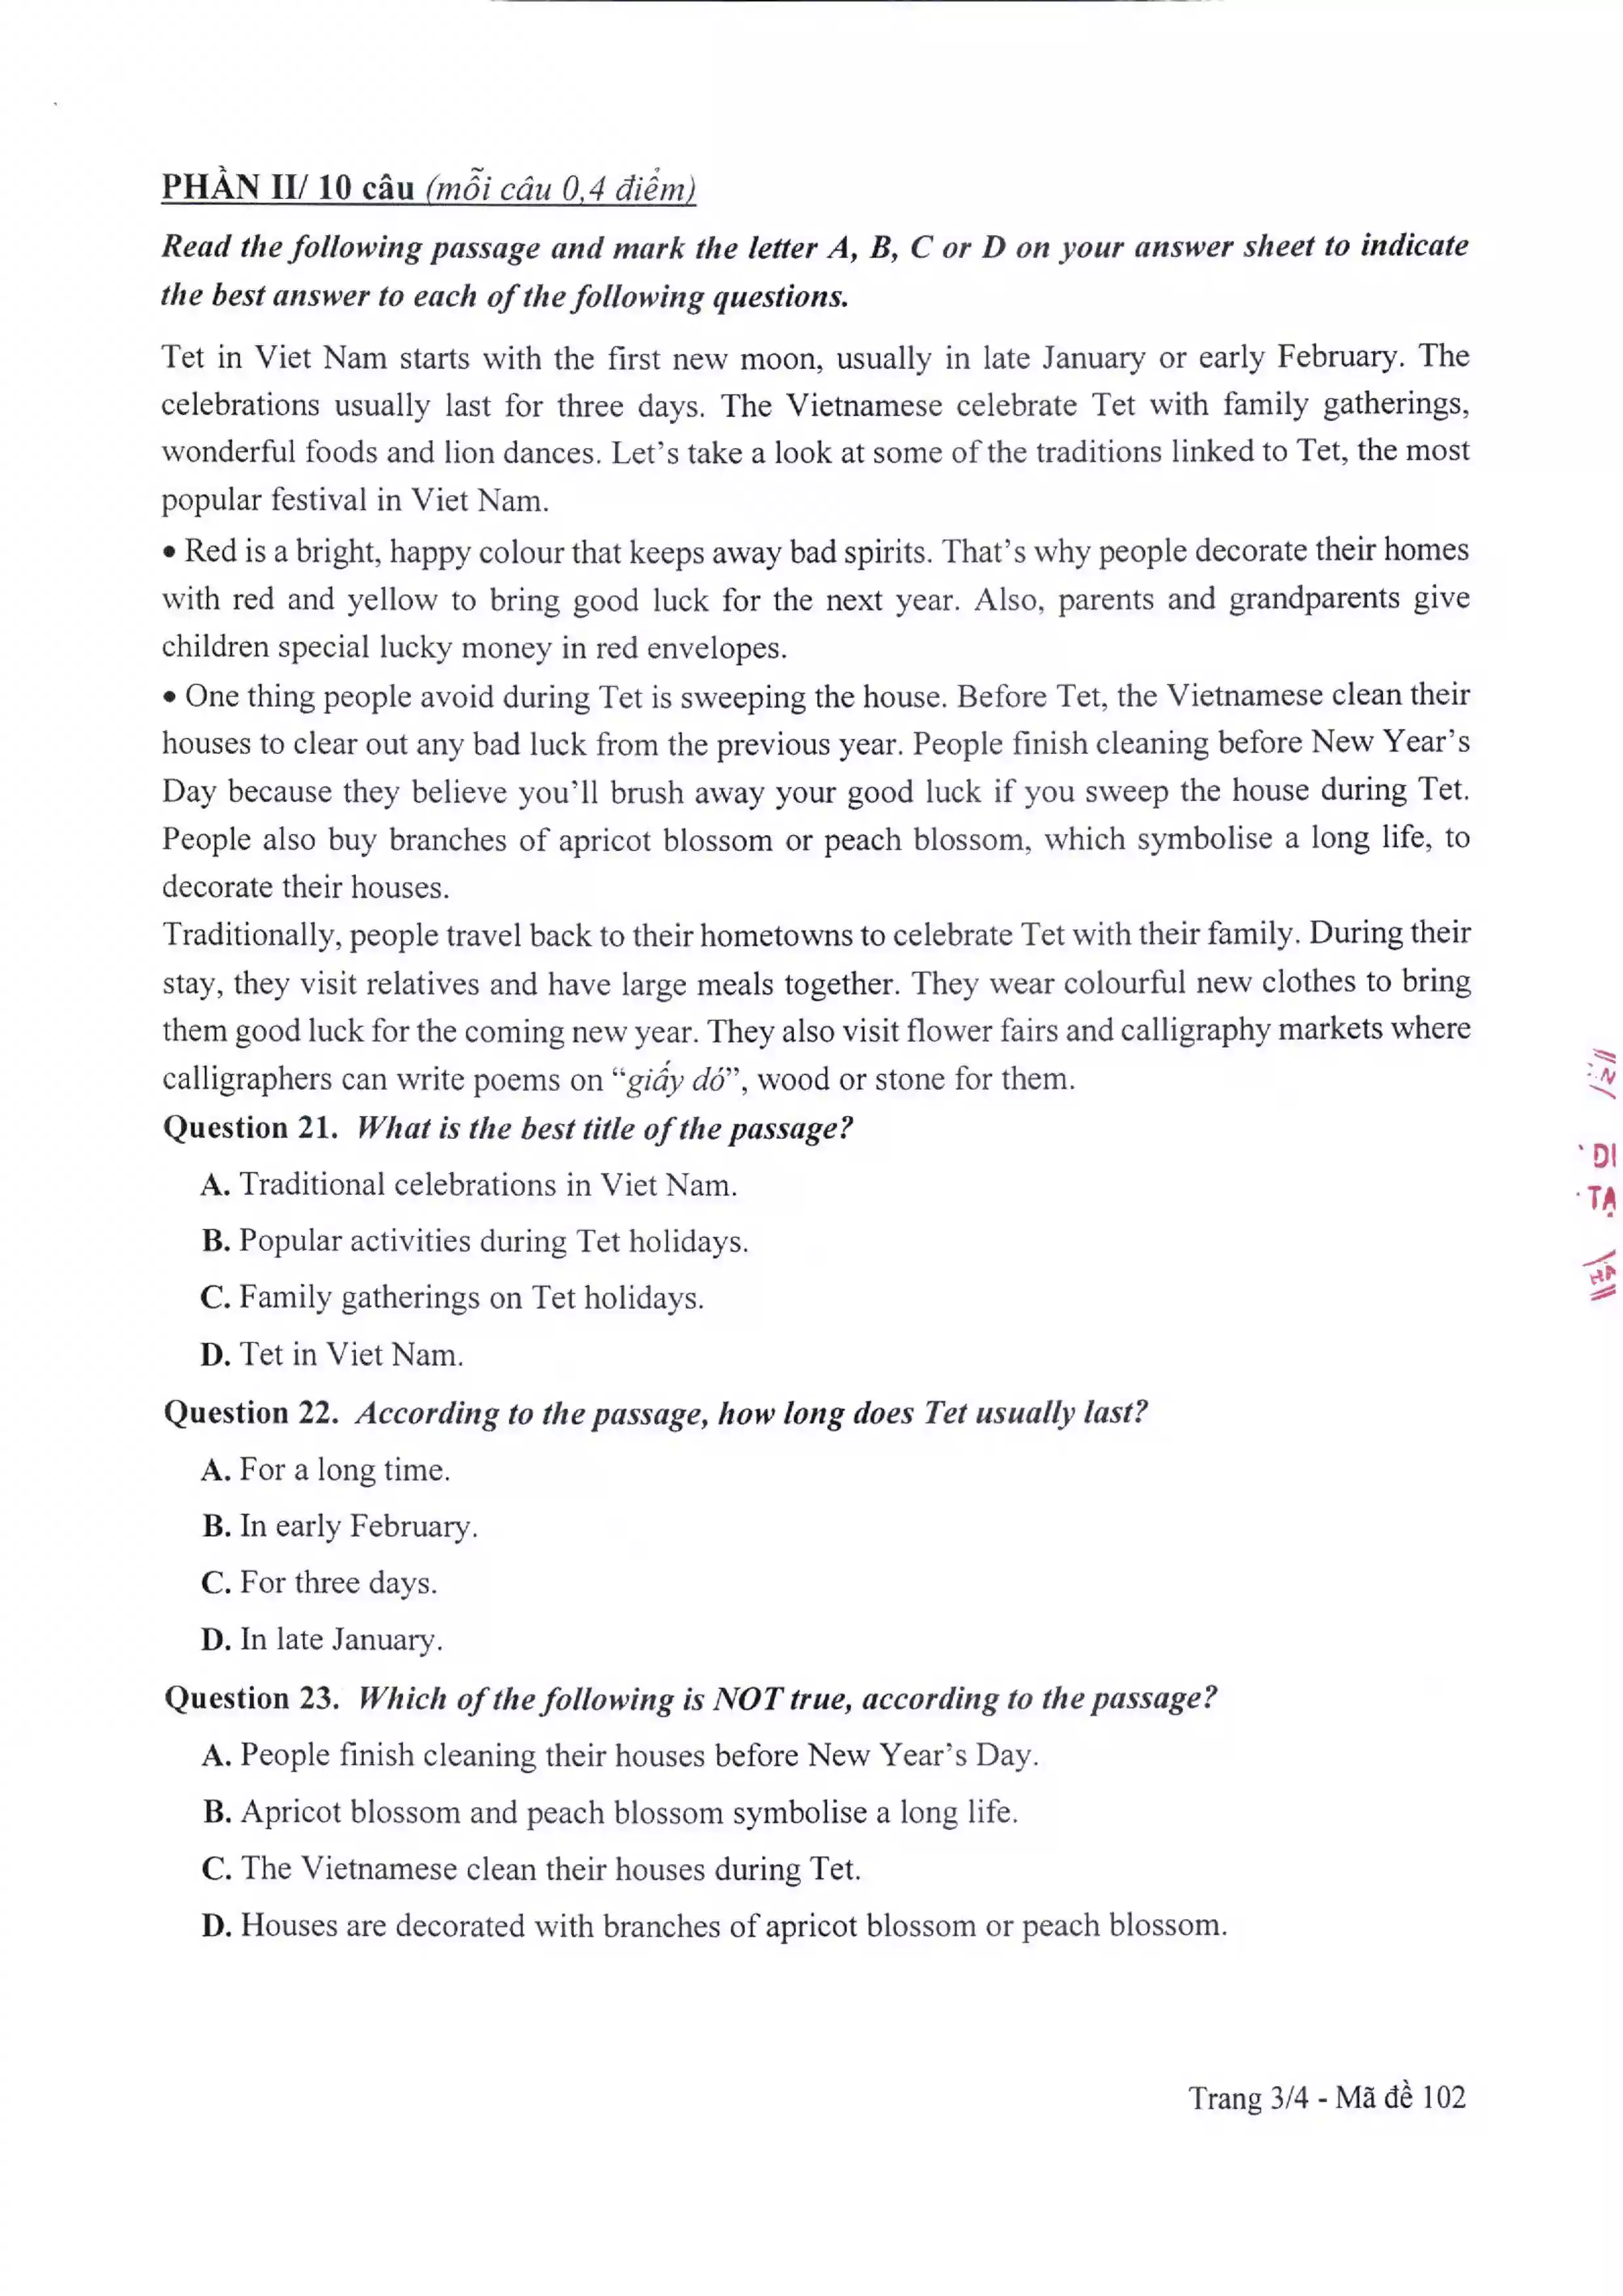 PHẦN II/ 10 câu (mỗi câu 0,4 điểm)
Read the following passage and mark the letter A, B, C or D on your answer sheet to indicate
the best answer to each of the following questions.
Tet in Viet Nam starts with the first new moon, usually in late January or early February. The
celebrations usually last for three days. The Vietnamese celebrate Tet with family gatherings,
wonderful foods and lion dances. Let's take a look at some of the traditions linked to Tet, the most
popular festival in Viet Nam.
• Red is a bright, happy colour that keeps away bad spirits. That's why people decorate their homes
with red and yellow to bring good luck for the next year. Also, parents and grandparents give
children special lucky money in red envelopes.
• One thing people avoid during Tet is sweeping the house. Before Tet, the Vietnamese clean their
houses to clear out any bad luck from the previous year. People finish cleaning before New Year's
Day because they believe you'll brush away your good luck if you sweep the house during Tet.
People also buy branches of apricot blossom or peach blossom, which symbolise a long life, to
decorate their houses.
Traditionally, people travel back to their hometowns to celebrate Tet with their family. During their
stay, they visit relatives and have large meals together. They wear colourful new clothes to bring
them good luck for the coming new year. They also visit flower fairs and calligraphy markets where
calligraphers can write poems on "giấy dó", wood or stone for them.
Question 21. What is the best title of the passage?
A. Traditional celebrations in Viet Nam.
B. Popular activities during Tet holidays.
C. Family gatherings on Tet holidays.
D. Tet in Viet Nam.
Question 22. According to the passage, how long does Tet usually last?
A. For a long time.
B. In early February.
C. For three days.
D. In late January.
Question 23. Which of the following is NOT true, according to the passage?
A. People finish cleaning their houses before New Year's Day.
B. Apricot blossom and peach blossom symbolise a long life.
C. The Vietnamese clean their houses during Tet.
D. Houses are decorated with branches of apricot blossom or peach blossom.
Trang 3/4 - Mã đề 102